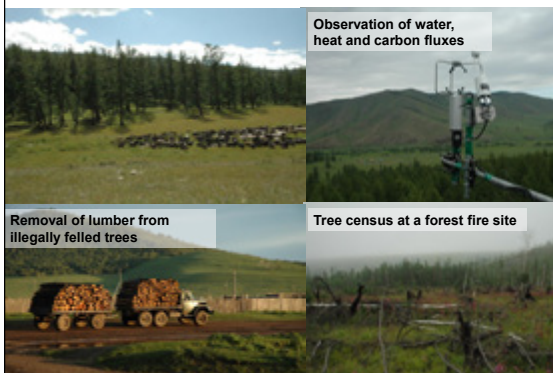 Observation of water,
heat and carbon fluxes
Removal of lumber from
illegally felled trees
Tree census at a forest fire site